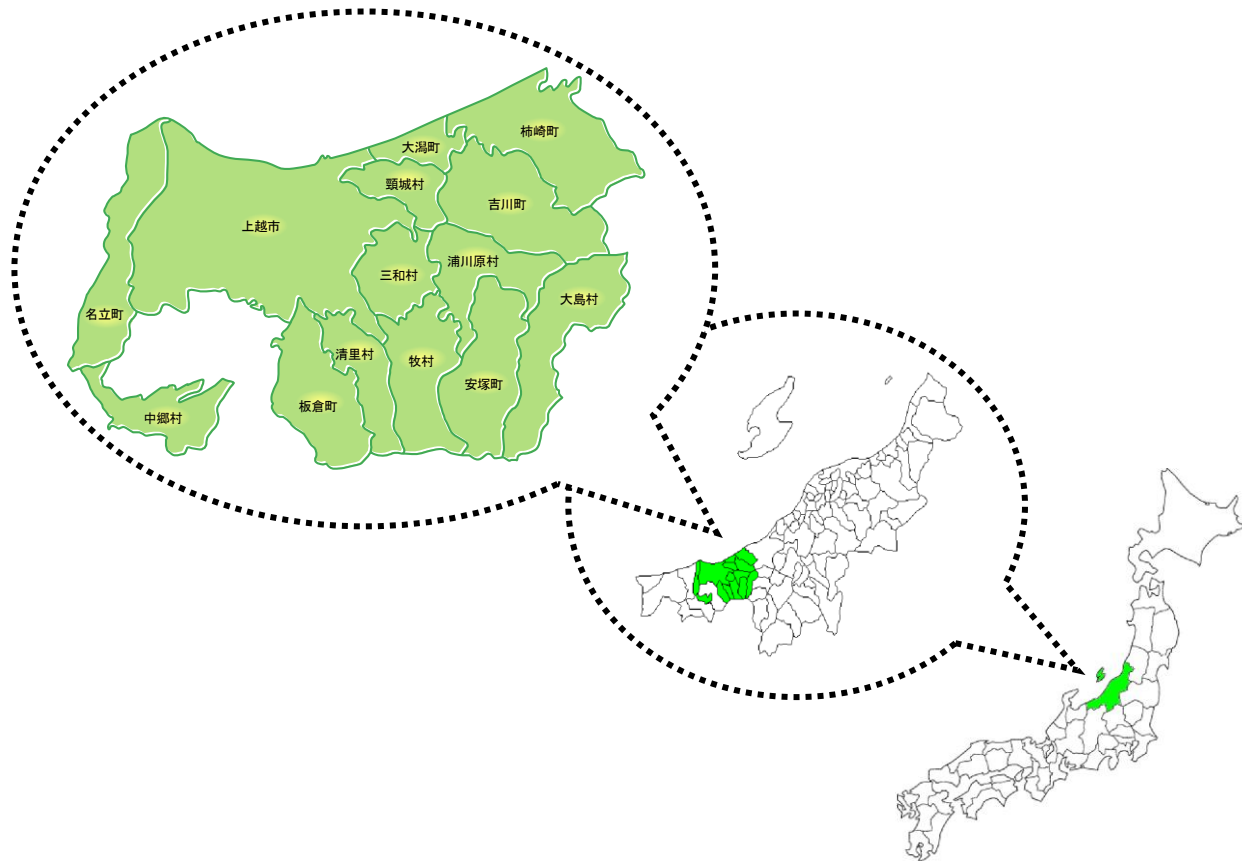 柿崎町
大潟町
頸城村
吉川町
上越市
浦川原村
三和村
大島村
名立町
清里村
牧村
安塚町
板倉町
中郷村